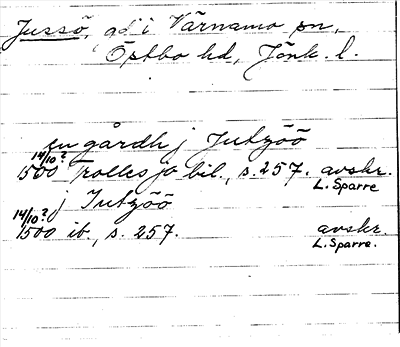 Jussö, gd i Värnamo sn,
Östbo hd, Jönk. l.
en gårdh j Jutzöö
14/10?
1500 Trolles jb bil., s. 257. avskr.
L. Sparre
j Jutzöö
14/10?
1500 ib., s. 257. avskr.
L. Sparre.